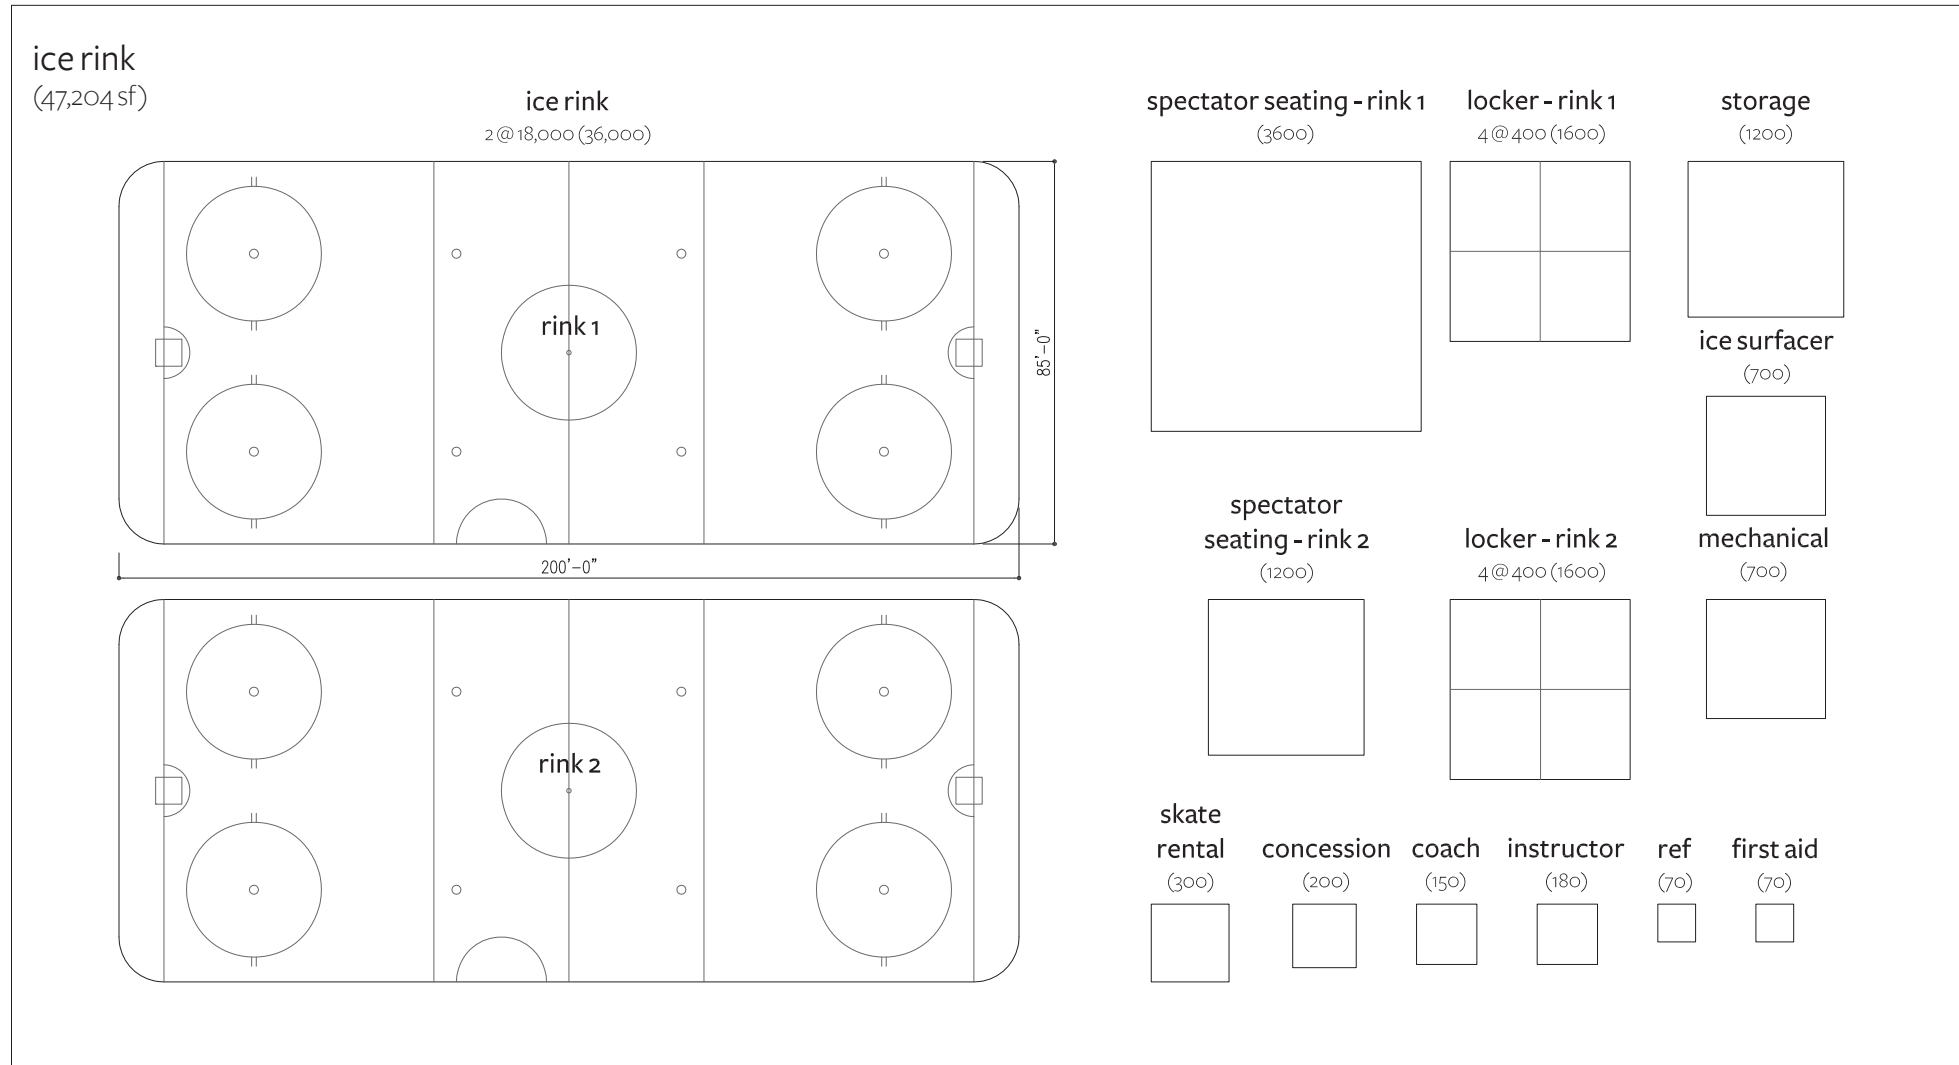 ice rink
(47,204 sf)
ice rink
2 @ 18,000 (36,000)
rink 1
85'-0"
200'-0"
rink 2
spectator seating - rink 1
(3600)
locker - rink 1
4 @ 400 (1600)
storage
(1200)
ice surfacer
(700)
spectator
seating - rink 2
(1200)
locker - rink 2
4 @ 400 (1600)
mechanical
(700)
skate
rental
(300)
concession
(200)
coach
(150)
instructor
(180)
ref
(70)
first aid
(70)